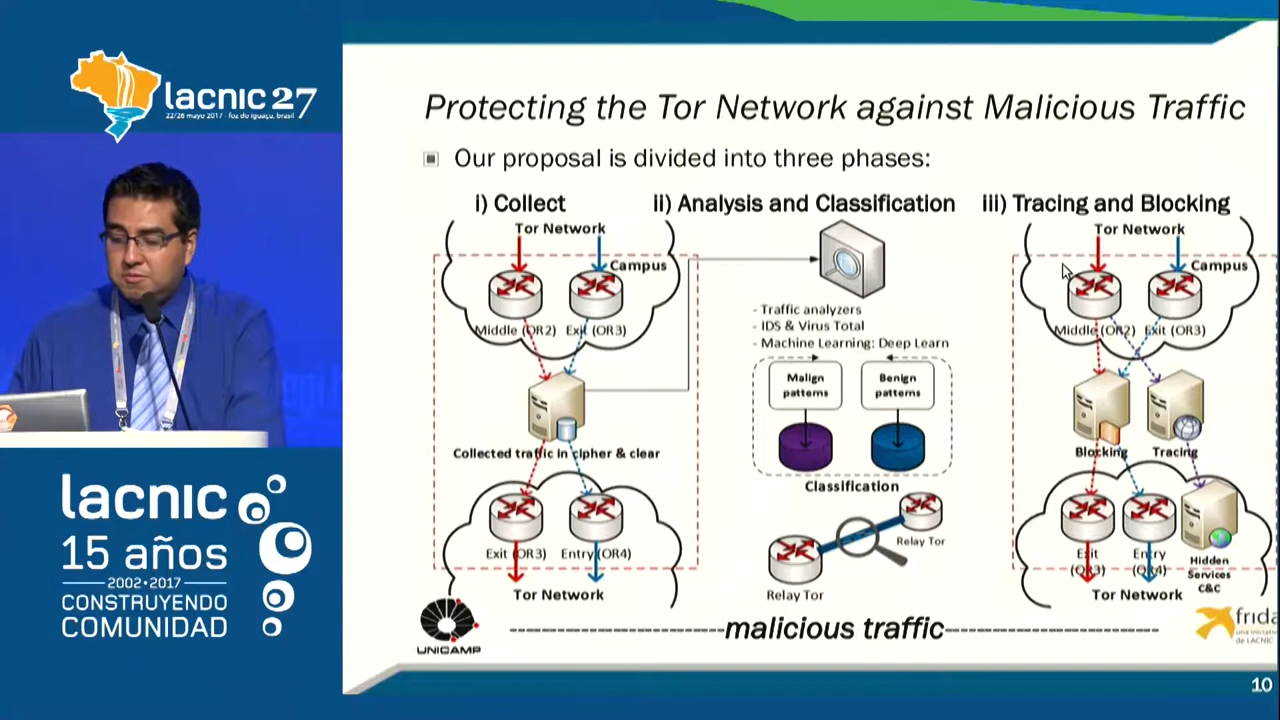 lacnic 27
22/26 mayo 2017 - foz do iguaçu, brasil
lacnic
15 años
2002•2017
CONSTRUYENDO
COMUNIDAD
Protecting the Tor Network against Malicious Traffic
Our proposal is divided into three phases:
i) Collect
Tor Network
Campus
Middle (OR2) Exit (OR3)
Collected traffic in cipher & clear
Exit (OR3) Entry (OR4)
Tor Network
ii) Analysis and Classification
- Traffic analyzers
- IDS & Virus Total
- Machine Learning: Deep Learn
Malign
patterns
Benign
patterns
Classification
Relay Tor
Relay Tor
iii) Tracing and Blocking
Tor Network
Campus
Middle (OR2) Exit (OR3)
Blocking Tracing
Exit
(OR3)
Entry
(OR4)
Hidden
Services
C&C
Tor Network
UNICAMP
malicious traffic
frida
una iniciativa
de LACNIC
10